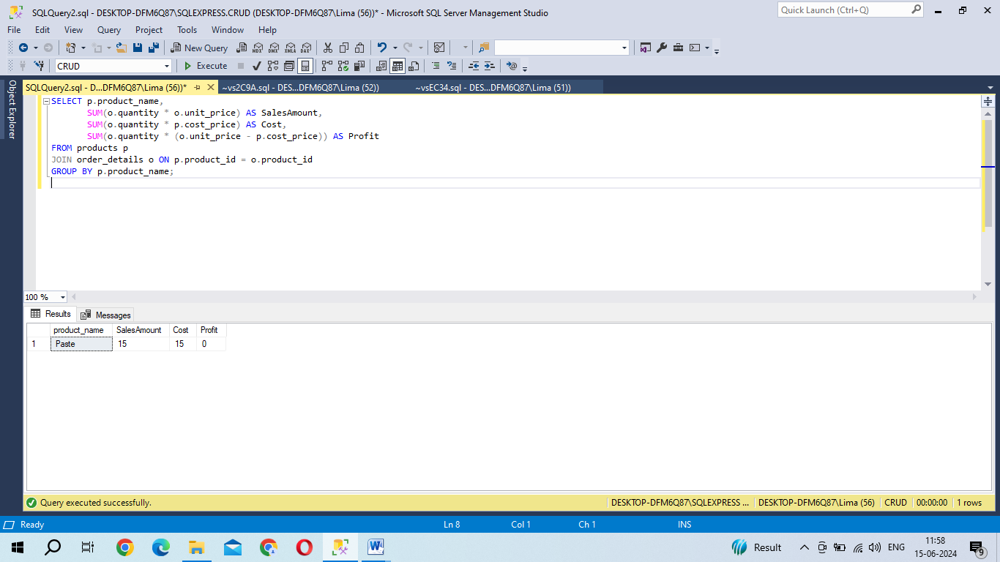 SQLQuery2.sql - DESKTOP-DFM6Q87\SQLEXPRESS.CRUD (DESKTOP-DFM6Q87\Lima (56))* - Microsoft SQL Server Management Studio
Quick Launch (Ctrl+Q)
File Edit View Query Project Tools Window Help
New Query MDX DMX XMLA DAX
CRUD Execute
Object Explorer
SQLQuery2.sql - D...DFM6Q87\Lima (56))* ~vs2C9A.sql - DES...DFM6Q87\Lima (52)) ~vsEC34.sql - DES...DFM6Q87\Lima (51))
SELECT p.product_name,
SUM(o.quantity * o.unit_price) AS SalesAmount,
SUM(o.quantity * p.cost_price) AS Cost,
SUM(o.quantity * (o.unit_price - p.cost_price)) AS Profit
FROM products p
JOIN order_details o ON p.product_id = o.product_id
GROUP BY p.product_name;
100 %
Results Messages
product_name SalesAmount Cost Profit
1 Paste 15 15 0
Query executed successfully. DESKTOP-DFM6Q87\SQLEXPRESS ... DESKTOP-DFM6Q87\Lima (56) CRUD 00:00:00 1 rows
Ready Ln 8 Col 1 Ch 1 INS
Result ENG 11:58
15-06-2024 9